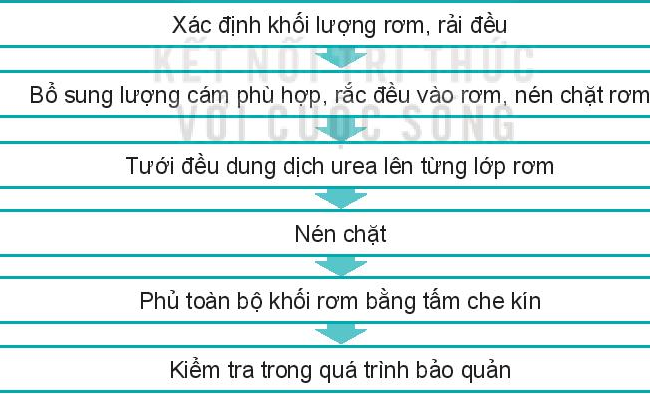 Xác định khối lượng rơm, rải đều
KẾT NỐI TRI THỨC
Bổ sung lượng cám phù hợp, rắc đều vào rơm, nén chặt rơm
VỚI CUỘC SỐNG
Tưới đều dung dịch urea lên từng lớp rơm
Nén chặt
Phủ toàn bộ khối rơm bằng tấm che kín
Kiểm tra trong quá trình bảo quản